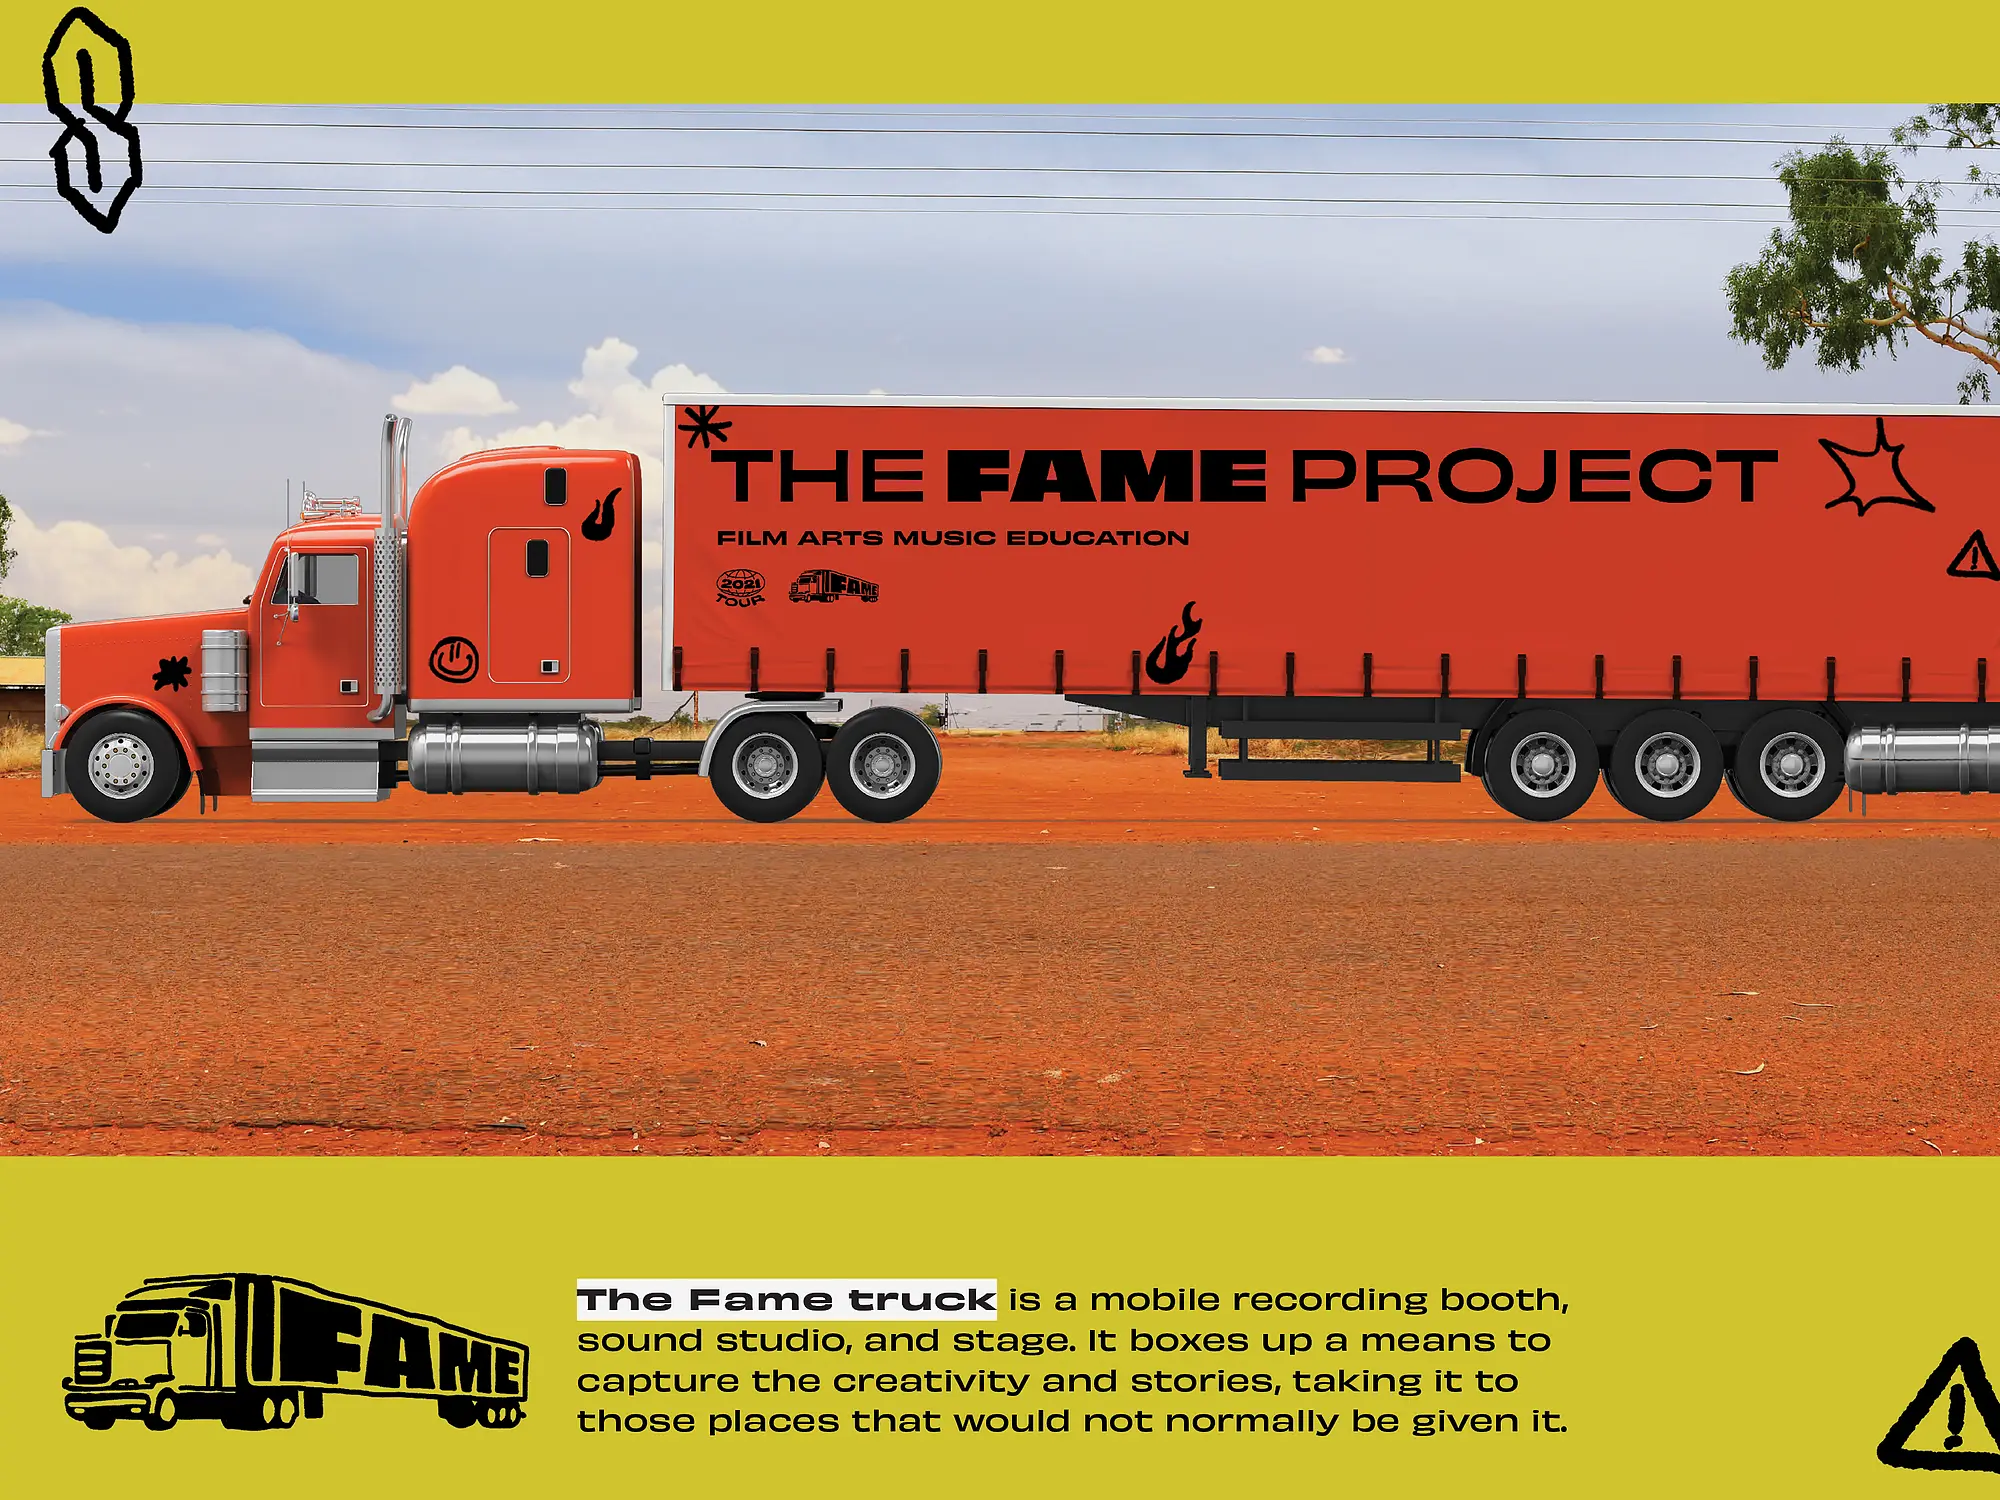 THE FAME PROJECT
FILM ARTS MUSIC EDUCATION
2021
TOUR
FAME
FAME
The Fame truck is a mobile recording booth,
sound studio, and stage. It boxes up a means to
capture the creativity and stories, taking it to
those places that would not normally be given it.